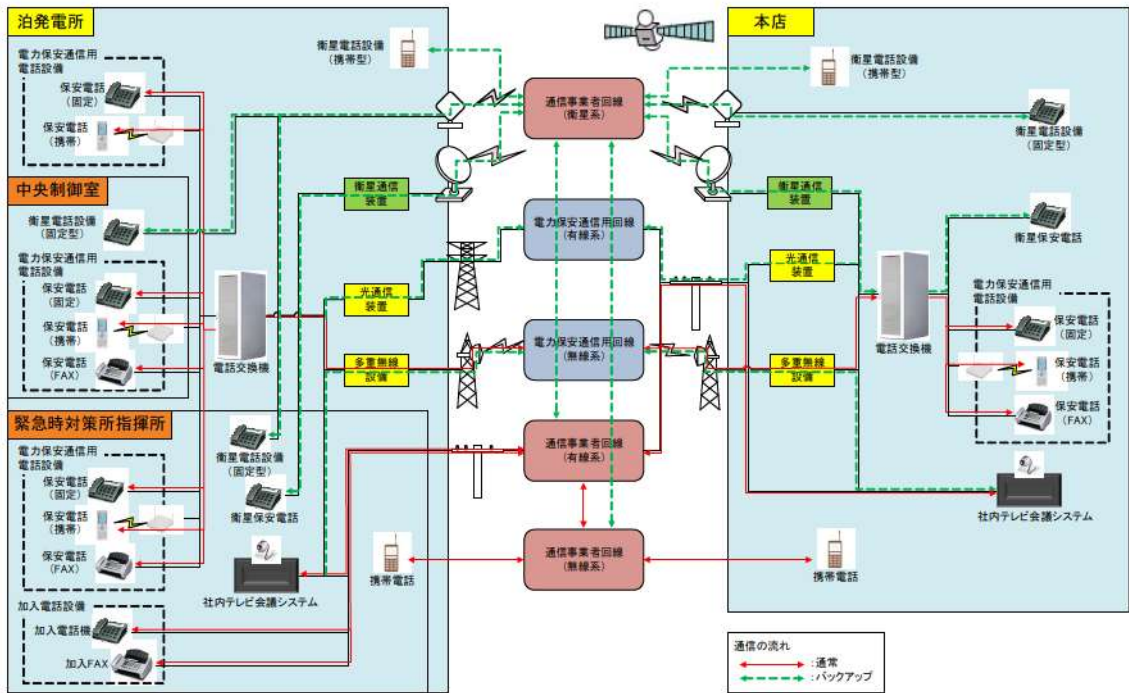 泊発電所
電力保安通信用
電話設備
保安電話
(固定)
保安電話
(携帯)
衛星電話設備
(携帯型)
中央制御室
衛星電話設備
(固定型)
電力保安通信用
電話設備
保安電話
(固定)
保安電話
(携帯)
保安電話
(FAX)
電話交換機
衛星通信
装置
光通信
装置
多重無線
設備
緊急時対策所指揮所
電力保安通信用
電話設備
保安電話
(固定)
保安電話
(携帯)
保安電話
(FAX)
衛星電話設備
(固定型)
衛星保安電話
社内テレビ会議システム
携帯電話
加入電話設備
加入電話機
加入FAX
通信事業者回線
(衛星系)
電力保安通信用回線
(有線系)
電力保安通信用回線
(無線系)
通信事業者回線
(有線系)
通信事業者回線
(無線系)
本店
衛星電話設備
(携帯型)
衛星電話設備
(固定型)
衛星通信
装置
衛星保安電話
光通信
装置
電話交換機
電力保安通信用
電話設備
保安電話
(固定)
保安電話
(携帯)
保安電話
(FAX)
多重無線
設備
社内テレビ会議システム
携帯電話
通信の流れ
:通常
:バックアップ